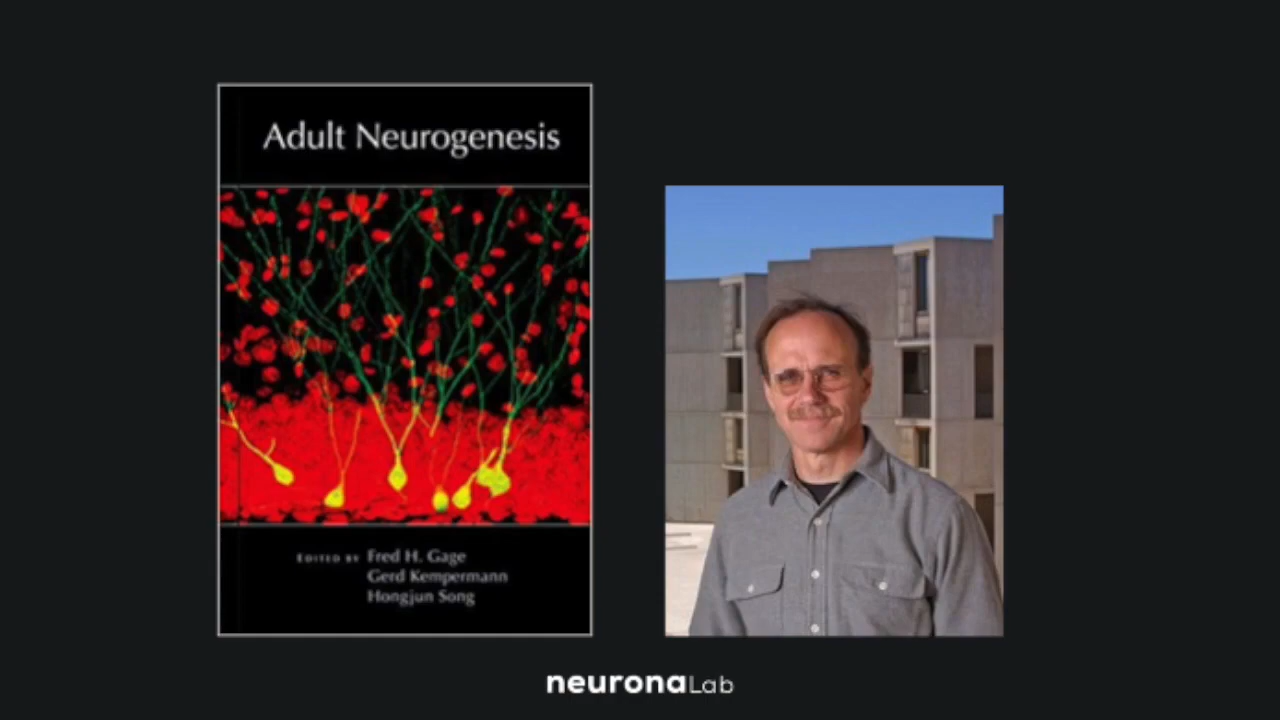 Adult Neurogenesis
EDITED BY Fred H. Gage
Gerd Kempermann
Hongjun Song
neuronaLab